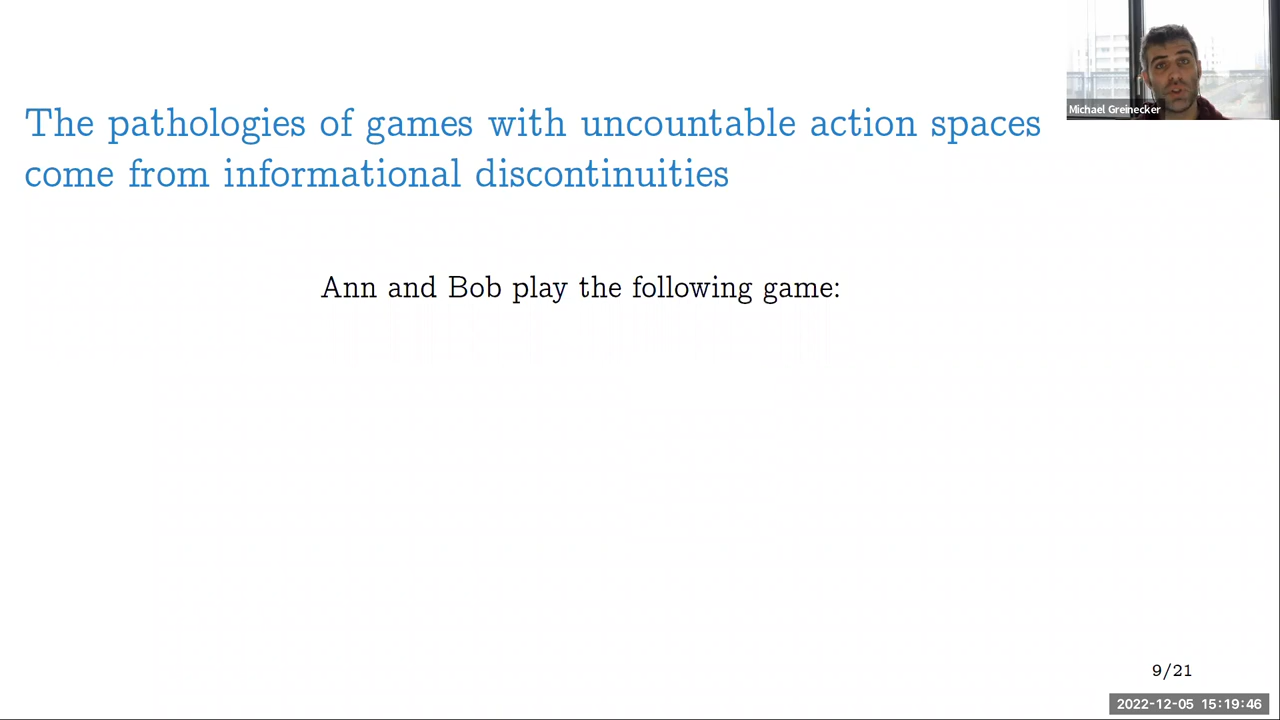 The pathologies of games with uncountable action spaces
come from informational discontinuities
Michael Greinecker
Ann and Bob play the following game:
9/21
2022-12-05 15:19:46